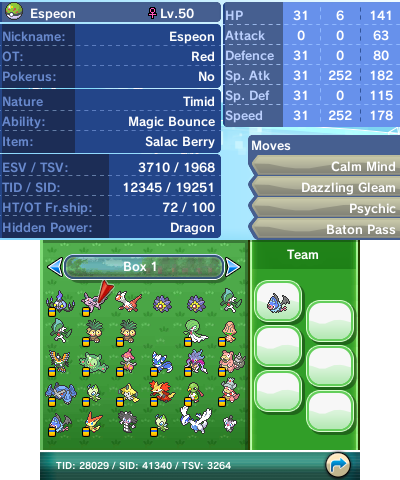 Espeon Lv.50
Nickname: Espeon
OT: Red
Pokerus: No
Nature Timid
Ability: Magic Bounce
Item: Salac Berry
ESV / TSV: 3710 / 1968
TID / SID: 12345 / 19251
HT/OT Fr.ship: 72 / 100
Hidden Power: Dragon
HP 31 6 141
Attack 0 0 63
Defence 31 0 80
Sp. Atk 31 252 182
Sp. Def 31 0 115
Speed 31 252 178
Moves
Calm Mind
Dazzling Gleam
Psychic
Baton Pass
Box 1
Team
TID: 28029 / SID: 41340 / TSV: 3264